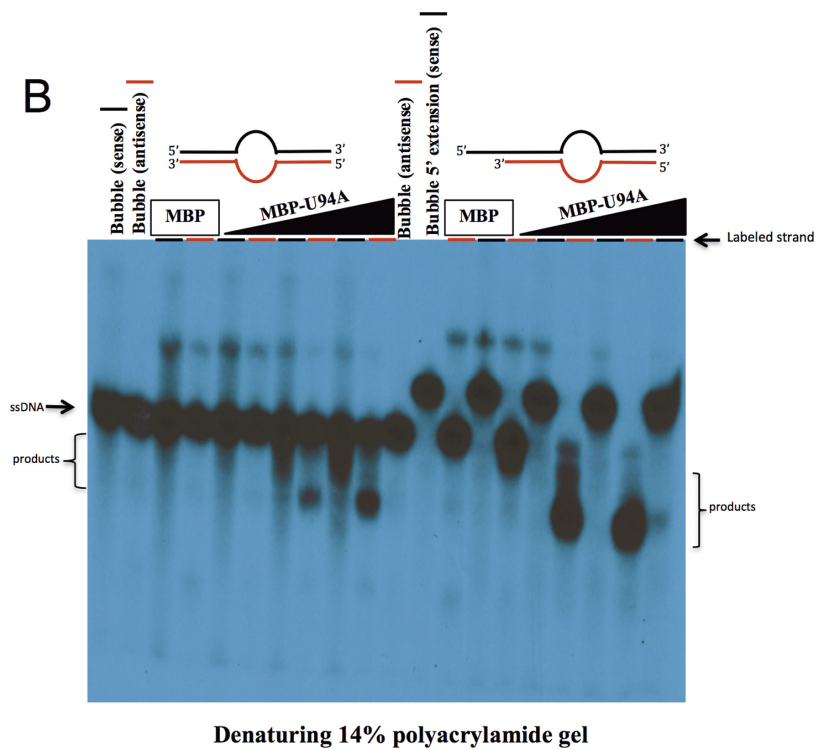 B
Bubble (sense)
Bubble (antisense)
5’ 3’
3’ 5’
MBP
MBP-U94A
Bubble (antisense)
Bubble 5’ extension (sense)
5’ 3’
3’ 5’
MBP
MBP-U94A
Labeled strand
ssDNA
products
products
Denaturing 14% polyacrylamide gel